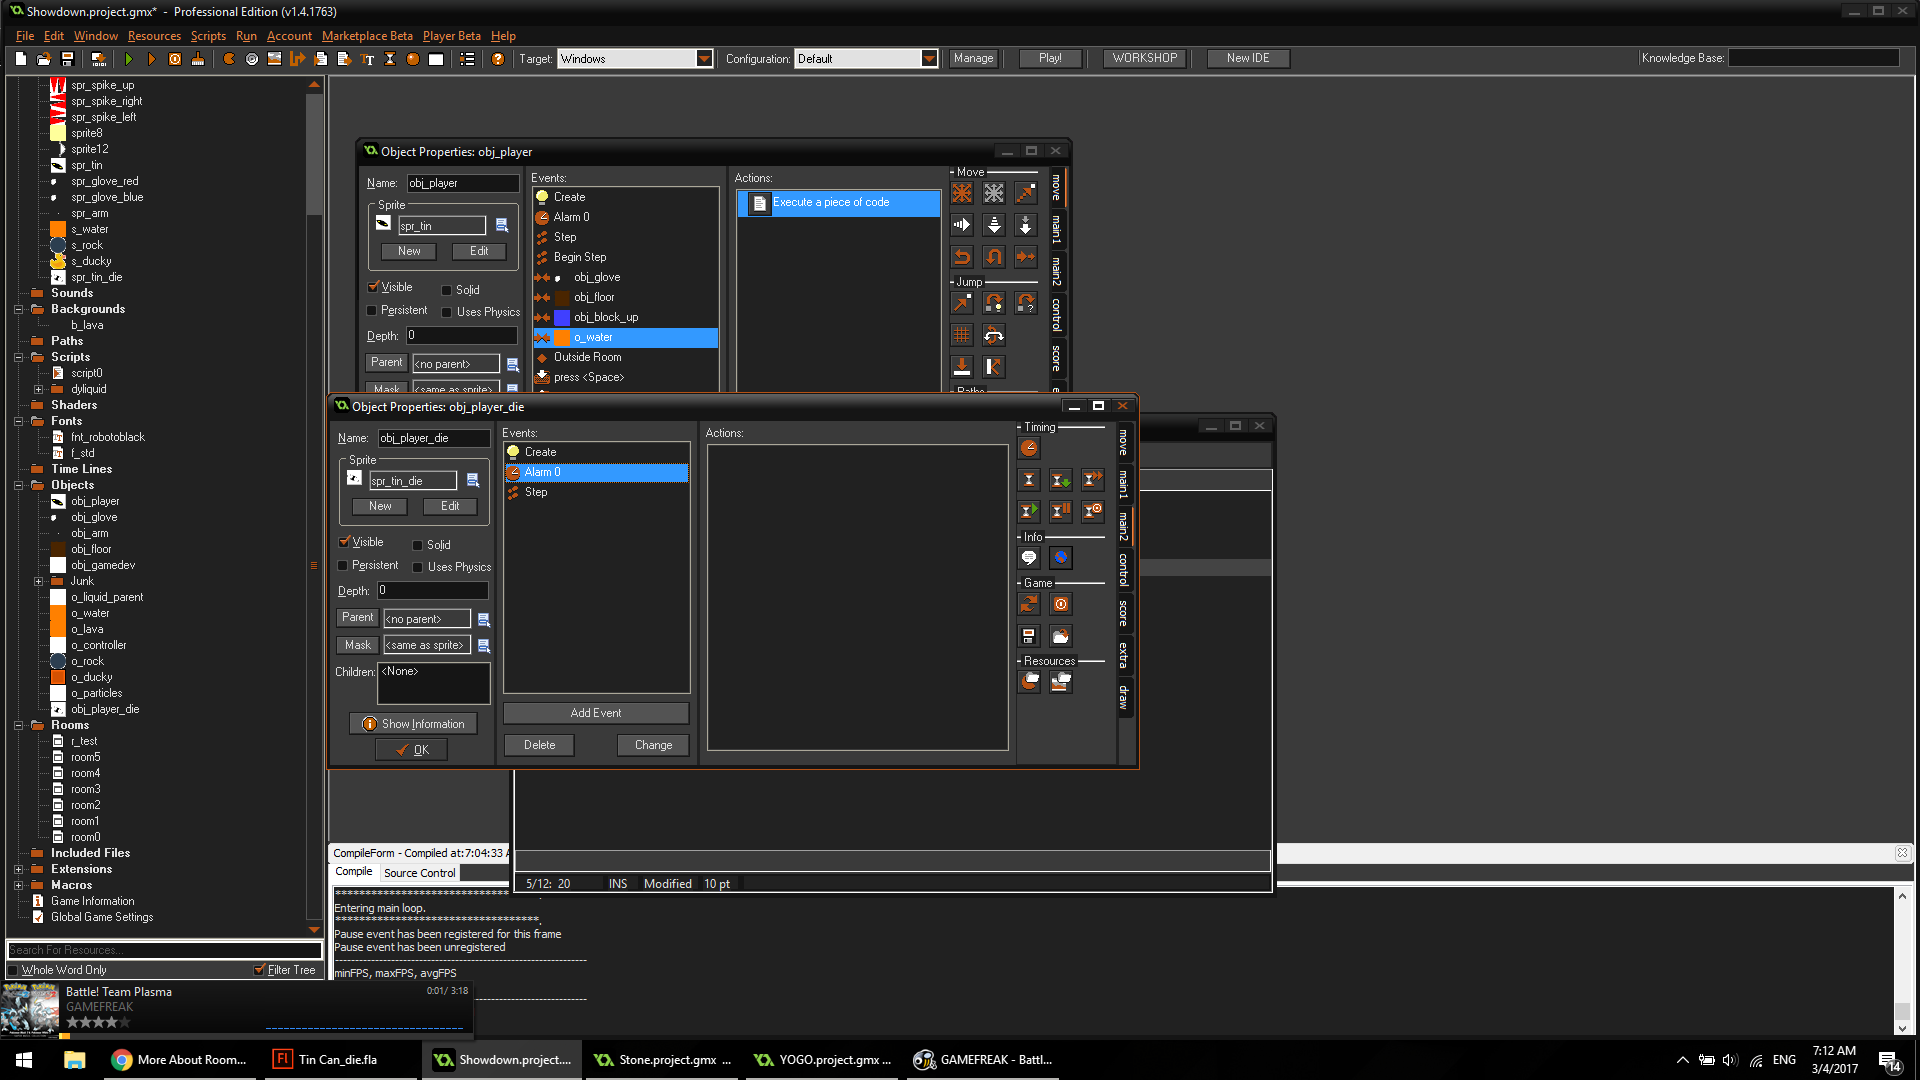 Showdown.project.gmx* - Professional Edition (v1.4.1763)
File Edit Window Resources Scripts Run Account Marketplace Beta Player Beta Help
Target: Windows Configuration: Default Manage Play! WORKSHOP New IDE Knowledge Base:
spr_spike_up
spr_spike_right
spr_spike_left
sprite8
sprite12
spr_tin
spr_glove_red
spr_glove_blue
spr_arm
s_water
s_rock
s_ducky
spr_tin_die
Sounds
Backgrounds
b_lava
Paths
Scripts
script0
dyliquid
Shaders
Fonts
fnt_robotoblack
f_std
Time Lines
Objects
obj_player
obj_glove
obj_arm
obj_floor
obj_gamedev
Junk
o_liquid_parent
o_water
o_lava
o_controller
o_rock
o_ducky
o_particles
obj_player_die
Rooms
r_test
room5
room4
room3
room2
room1
room0
Included Files
Extensions
Macros
Game Information
Global Game Settings
Search For Resources...
Whole Word Only Filter Tree
Object Properties: obj_player
Name: obj_player
Sprite
spr_tin
New Edit
Visible Solid
Persistent Uses Physics
Depth: 0
Parent <no parent>
Mask <same as sprite>
Events:
Create
Alarm 0
Step
Begin Step
obj_glove
obj_floor
obj_block_up
o_water
Outside Room
press <Space>
Actions:
Execute a piece of code
Move
Jump
Paths
move
main1
main2
control
score
Object Properties: obj_player_die
Name: obj_player_die
Sprite
spr_tin_die
New Edit
Visible Solid
Persistent Uses Physics
Depth: 0
Parent <no parent>
Mask <same as sprite>
Children: <None>
Show Information
OK
Events:
Create
Alarm 0
Step
Add Event
Delete Change
Actions:
Timing
Info
Game
Resources
move
main1
main2
control
score
extra
draw
5/12: 20 INS Modified 10 pt
CompileForm - Compiled at:7:04:33
Compile Source Control
Entering main loop.
**********************************.
Pause event has been registered for this frame
Pause event has been unregistered
minFPS, maxFPS, avgFPS
Battle! Team Plasma 0:01/ 3:18
GAMEFREAK
More About Room... Tin Can_die.fla Showdown.project.... Stone.project.gmx ... YOGO.project.gmx ... GAMEFREAK - Battl...
ENG
7:12 AM
3/4/2017
14